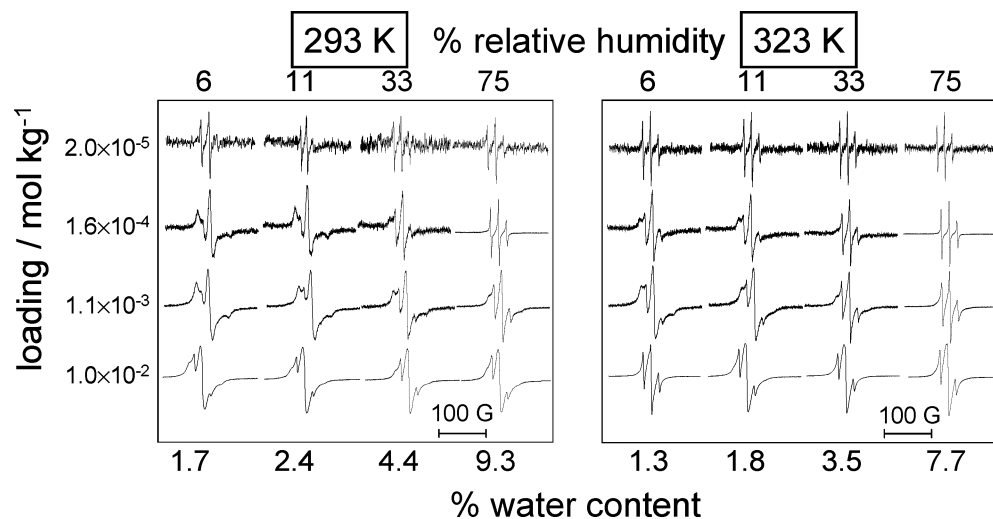 293 K % relative humidity 323 K
6 11 33 75 6 11 33 75
loading / mol kg⁻¹
2.0×10⁻⁵
1.6×10⁻⁴
1.1×10⁻³
1.0×10⁻²
100 G 100 G
1.7 2.4 4.4 9.3 1.3 1.8 3.5 7.7
% water content